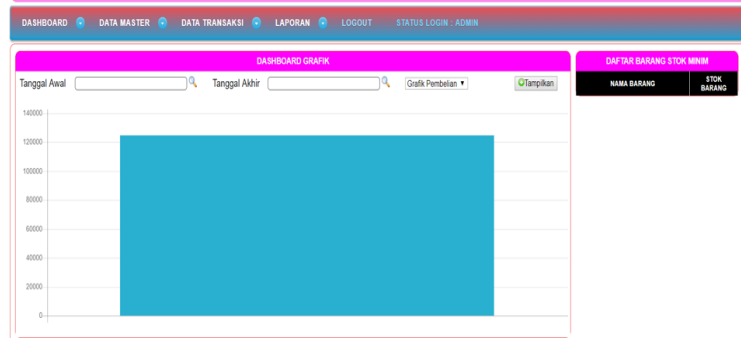 DASHBOARD DATA MASTER DATA TRANSAKSI LAPORAN LOGOUT STATUS LOGIN : ADMIN
DASHBOARD GRAFIK
Tanggal Awal Tanggal Akhir Grafik Pembelian ▼ Tampilkan
140000
120000
100000
80000
60000
40000
20000
0
DAFTAR BARANG STOK MINIM
NAMA BARANG
STOK
BARANG